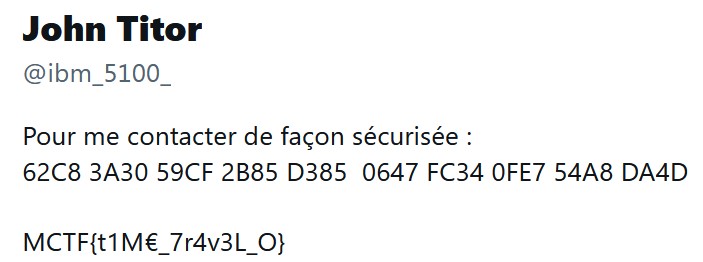 John Titor
@ibm_5100_
Pour me contacter de façon sécurisée :
62C8 3A30 59CF 2B85 D385  0647 FC34 0FE7 54A8 DA4D
MCTF{t1M€_7r4v3L_O}